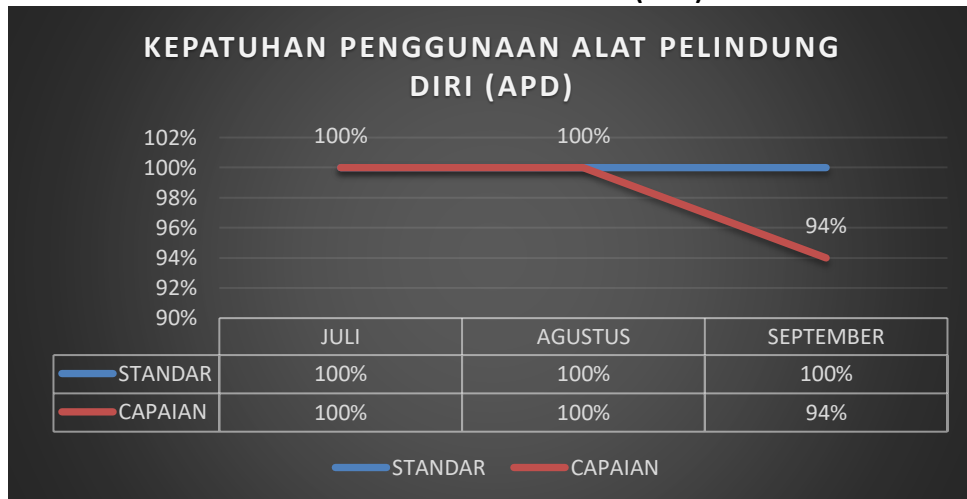 KEPATUHAN PENGGUNAAN ALAT PELINDUNG
DIRI (APD)
102%
100%
98%
96%
94%
92%
90%
100%
100%
94%
JULI AGUSTUS SEPTEMBER
STANDAR 100% 100% 100%
CAPAIAN 100% 100% 94%
STANDAR CAPAIAN